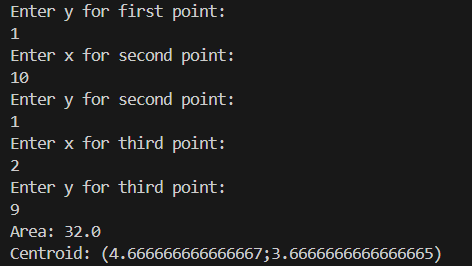 Enter y for first point:
1
Enter x for second point:
10
Enter y for second point:
1
Enter x for third point:
2
Enter y for third point:
9
Area: 32.0
Centroid: (4.666666666666667;3.6666666666666665)